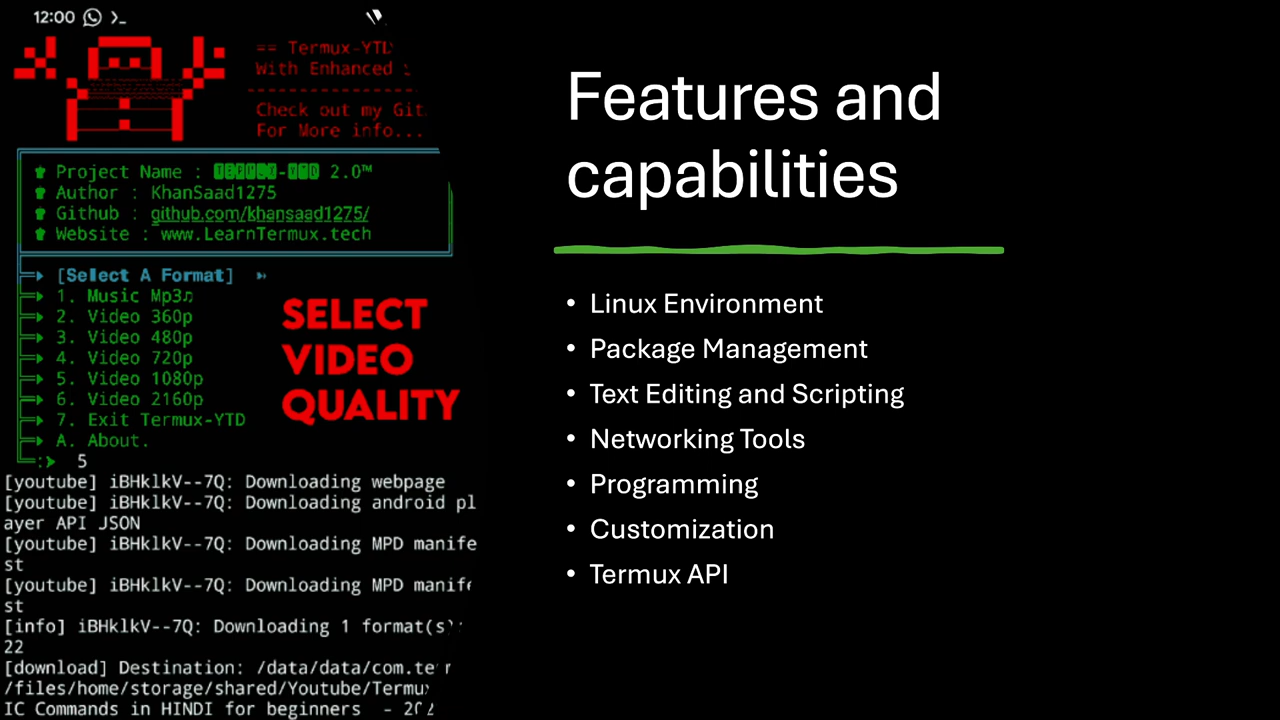 12:00
== Termux-YTD
With Enhanced
Check out my Git
For More info...
Project Name : TERMUX-YTD 2.0™
Author : KhanSaad1275
Github : github.com/khansaad1275/
Website : www.LearnTermux.tech
[Select A Format]
1. Music Mp3♫
2. Video 360p
3. Video 480p
4. Video 720p
5. Video 1080p
6. Video 2160p
7. Exit Termux-YTD
A. About.
5
SELECT
VIDEO
QUALITY
[youtube] iBHklkV--7Q: Downloading webpage
[youtube] iBHklkV--7Q: Downloading android pl
ayer API JSON
[youtube] iBHklkV--7Q: Downloading MPD manife
st
[youtube] iBHklkV--7Q: Downloading MPD manife
st
[info] iBHklkV--7Q: Downloading 1 format(s):
22
[download] Destination: /data/data/com.ter
/files/home/storage/shared/Youtube/Termux
IC Commands in HINDI for beginners - 202
Features and
capabilities
• Linux Environment
• Package Management
• Text Editing and Scripting
• Networking Tools
• Programming
• Customization
• Termux API